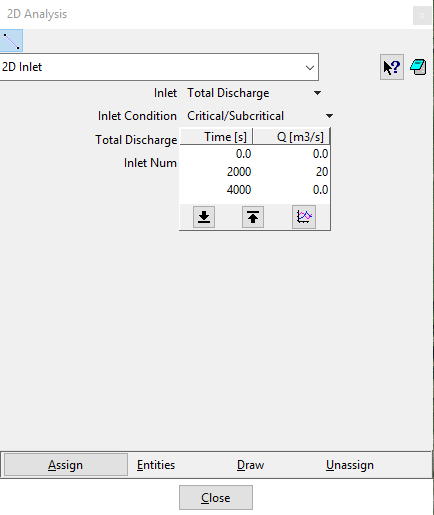 2D Analysis
2D Inlet
?
Inlet Total Discharge
Inlet Condition Critical/Subcritical
Total Discharge Time [s] Q [m3/s]
0.0 0.0
Inlet Num 2000 20
4000 0.0
Assign Entities Draw Unassign
Close